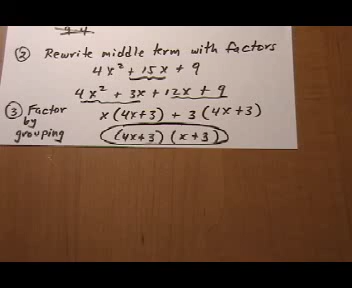 ② Rewrite middle term with factors
4x² + 15x + 9
4x² + 3x + 12x + 9
③ Factor by grouping
x(4x+3) + 3(4x+3)
(4x+3)(x+3)